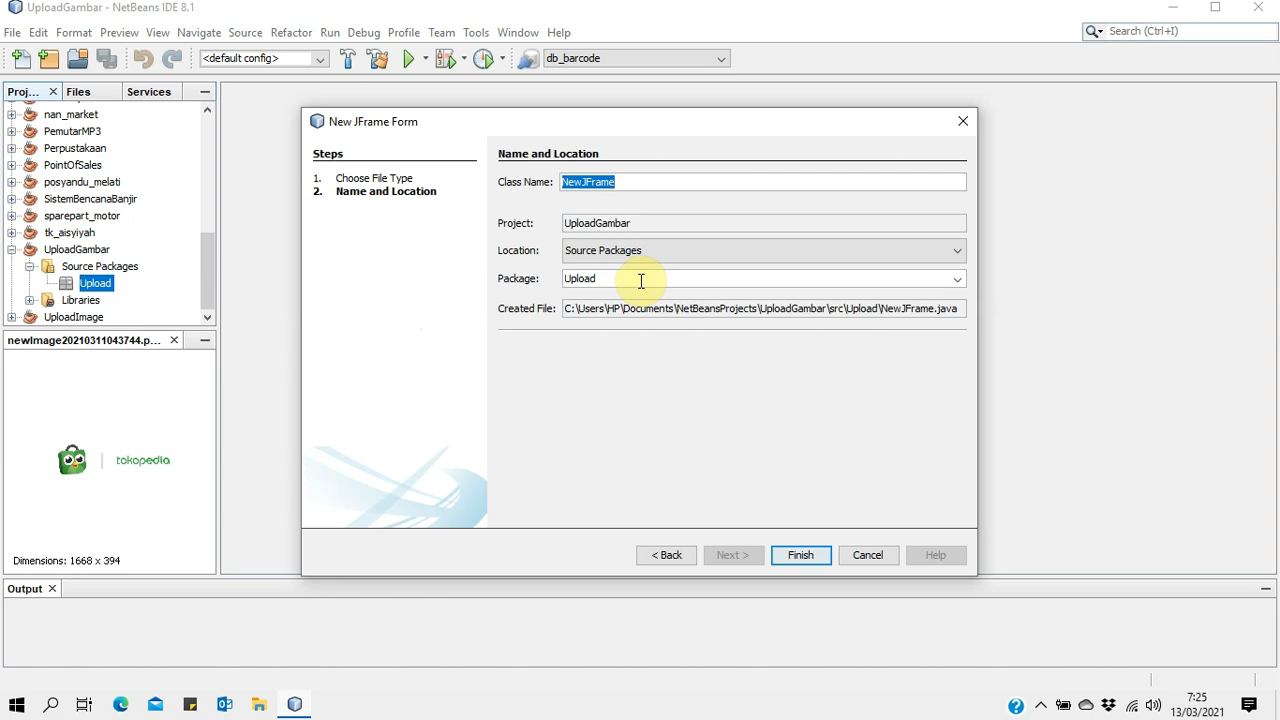 UploadGambar - NetBeans IDE 8.1
File Edit Format Preview View Navigate Source Refactor Run Debug Profile Team Tools Window Help
Search (Ctrl+I)
<default config>
db_barcode
Proj... Files Services
nan_market
PemutarMP3
Perpustakaan
PointOfSales
posyandu_melati
SistemBencanaBanjir
sparepart_motor
tk_aisyiyah
UploadGambar
Source Packages
Upload
Libraries
UploadImage
newImage20210311043744.p...
tokopedia
Dimensions: 1668 x 394
New JFrame Form
Steps
1. Choose File Type
2. Name and Location
Name and Location
Class Name: NewJFrame
Project: UploadGambar
Location: Source Packages
Package: Upload
Created File: C:\Users\HP\Documents\NetBeansProjects\UploadGambar\src\Upload\NewJFrame.java
< Back Next > Finish Cancel Help
Output
7:25
13/03/2021